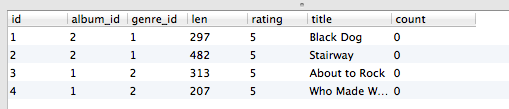 id album_id genre_id len rating title count
1 2 1 297 5 Black Dog 0
2 2 1 482 5 Stairway 0
3 1 2 313 5 About to Rock 0
4 1 2 207 5 Who Made W... 0